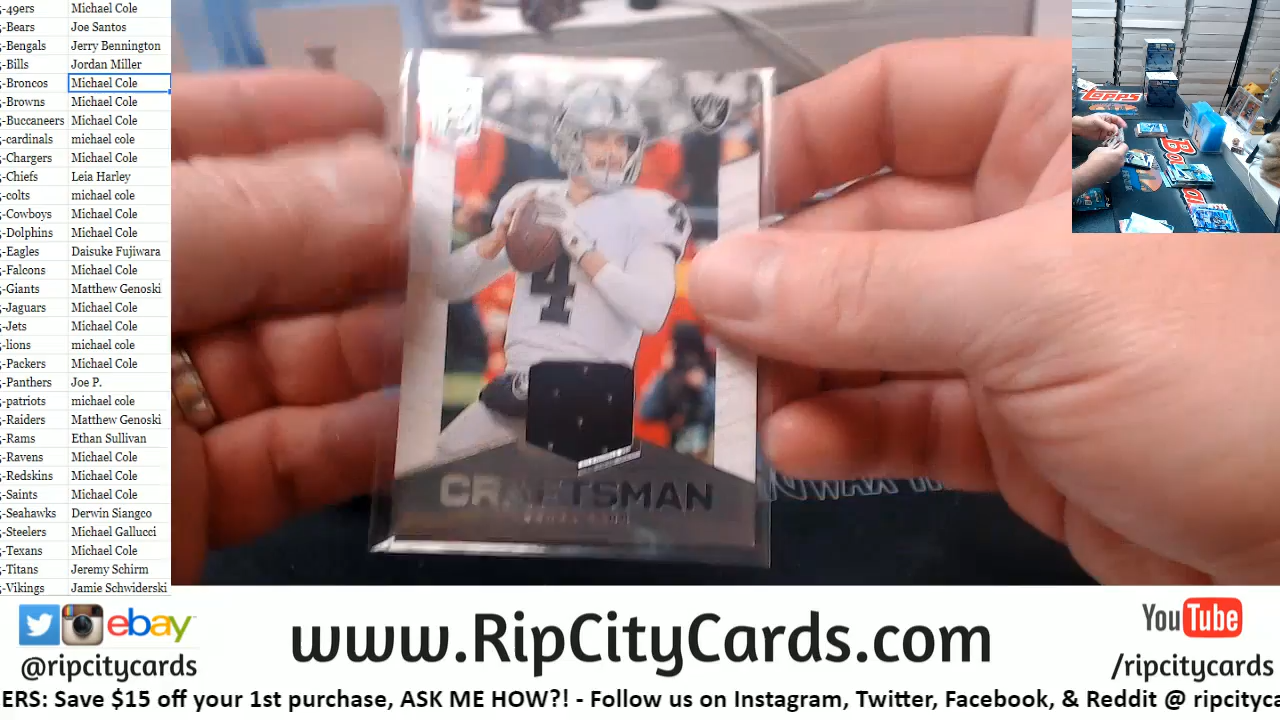 -49ers Michael Cole
-Bears Joe Santos
-Bengals Jerry Bennington
-Bills Jordan Miller
-Broncos Michael Cole
-Browns Michael Cole
-Buccaneers Michael Cole
-cardinals michael cole
-Chargers Michael Cole
-Chiefs Leia Harley
-colts michael cole
-Cowboys Michael Cole
-Dolphins Michael Cole
-Eagles Daisuke Fujiwara
-Falcons Michael Cole
-Giants Matthew Genoski
-Jaguars Michael Cole
-Jets Michael Cole
-lions michael cole
-Packers Michael Cole
-Panthers Joe P.
-patriots michael cole
-Raiders Matthew Genoski
-Rams Ethan Sullivan
-Ravens Michael Cole
-Redskins Michael Cole
-Saints Michael Cole
-Seahawks Derwin Siangco
-Steelers Michael Gallucci
-Texans Michael Cole
-Titans Jeremy Schirm
-Vikings Jamie Schwiderski
4
4
CRAFTSMAN
Topps
ebay
@ripcitycards
www.RipCityCards.com
YouTube
/ripcitycards
ERS: Save $15 off your 1st purchase, ASK ME HOW?! - Follow us on Instagram, Twitter, Facebook, & Reddit @ ripcityca